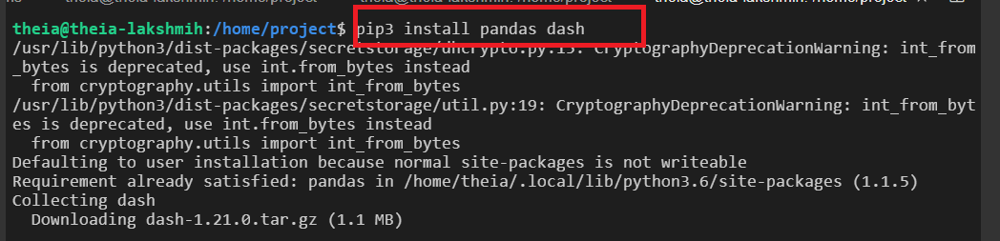 theia@theia-lakshmih:/home/project$ pip3 install pandas dash
/usr/lib/python3/dist-packages/secretstorage/dhcrypto.py:15: CryptographyDeprecationWarning: int_from
_bytes is deprecated, use int.from_bytes instead
  from cryptography.utils import int_from_bytes
/usr/lib/python3/dist-packages/secretstorage/util.py:19: CryptographyDeprecationWarning: int_from_byt
es is deprecated, use int.from_bytes instead
  from cryptography.utils import int_from_bytes
Defaulting to user installation because normal site-packages is not writeable
Requirement already satisfied: pandas in /home/theia/.local/lib/python3.6/site-packages (1.1.5)
Collecting dash
  Downloading dash-1.21.0.tar.gz (1.1 MB)